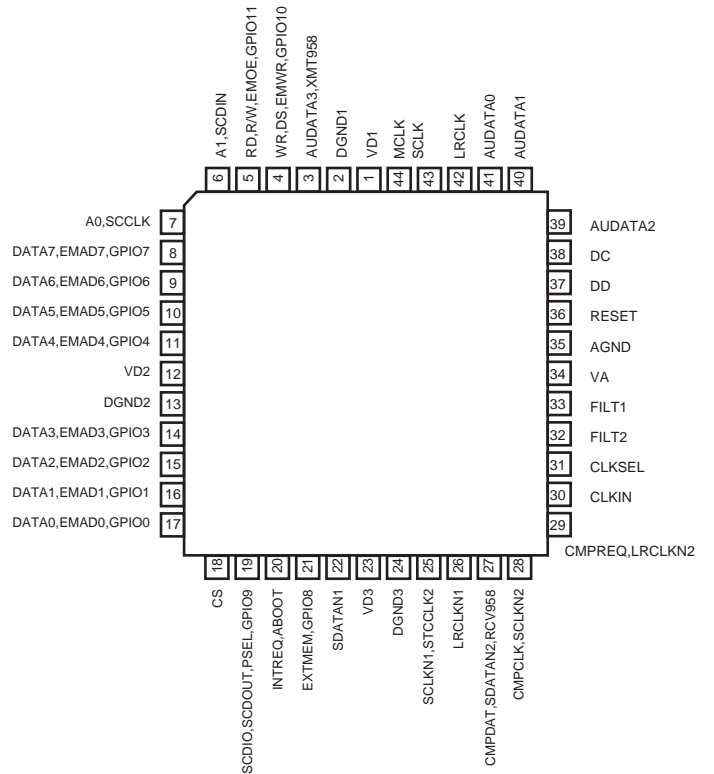 A1,SCDIN
RD,R/W,EMOE,GPIO11
WR,DS,EMWR,GPIO10
AUDATA3,XMT958
DGND1
VD1
MCLK
SCLK
LRCLK
AUDATA0
AUDATA1
6 5 4 3 2 1 44 43 42 41 40
A0,SCCLK 7
DATA7,EMAD7,GPIO7 8
DATA6,EMAD6,GPIO6 9
DATA5,EMAD5,GPIO5 10
DATA4,EMAD4,GPIO4 11
VD2 12
DGND2 13
DATA3,EMAD3,GPIO3 14
DATA2,EMAD2,GPIO2 15
DATA1,EMAD1,GPIO1 16
DATA0,EMAD0,GPIO0 17
39 AUDATA2
38 DC
37 DD
36 RESET
35 AGND
34 VA
33 FILT1
32 FILT2
31 CLKSEL
30 CLKIN
29
CMPREQ,LRCLKN2
18 19 20 21 22 23 24 25 26 27 28
CS
SCDIO,SCDOUT,PSEL,GPIO9
INTREQ,ABOOT
EXTMEM,GPIO8
SDATAN1
VD3
DGND3
SCLKN1,STCCLK2
LRCLKN1
CMPDAT,SDATAN2,RCV958
CMPCLK,SCLKN2